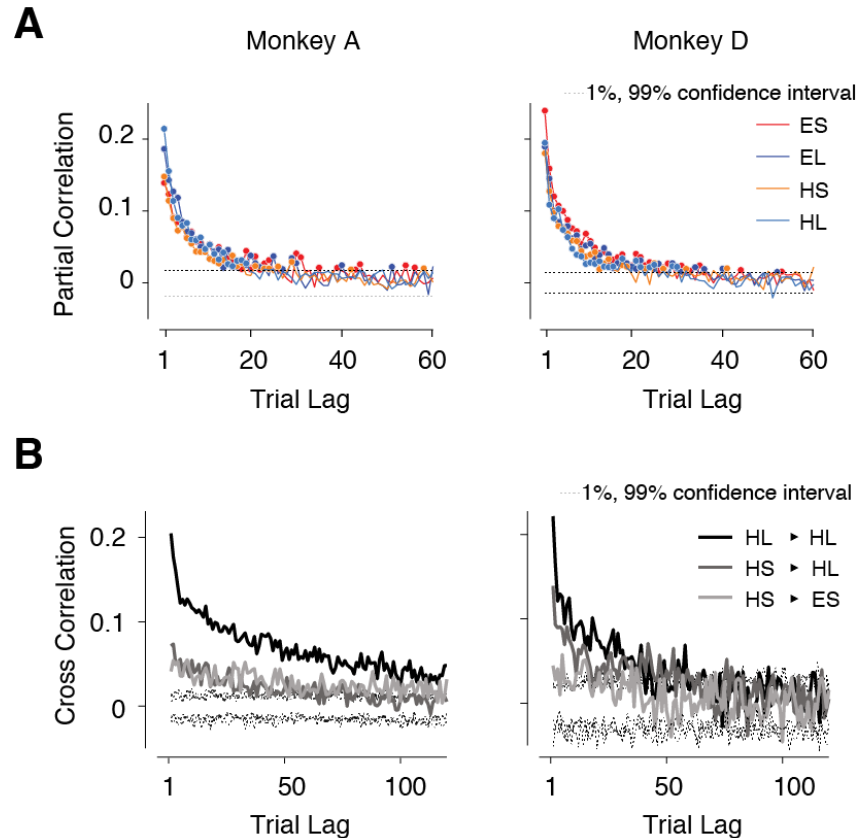 A
Monkey A
Monkey D
1%, 99% confidence interval
ES
EL
HS
HL
Partial Correlation
0.2
0.1
0
1 20 40 60
1 20 40 60
Trial Lag
Trial Lag
B
1%, 99% confidence interval
HL ▸ HL
HS ▸ HL
HS ▸ ES
Cross Correlation
0.2
0.1
0
1 50 100
1 50 100
Trial Lag
Trial Lag